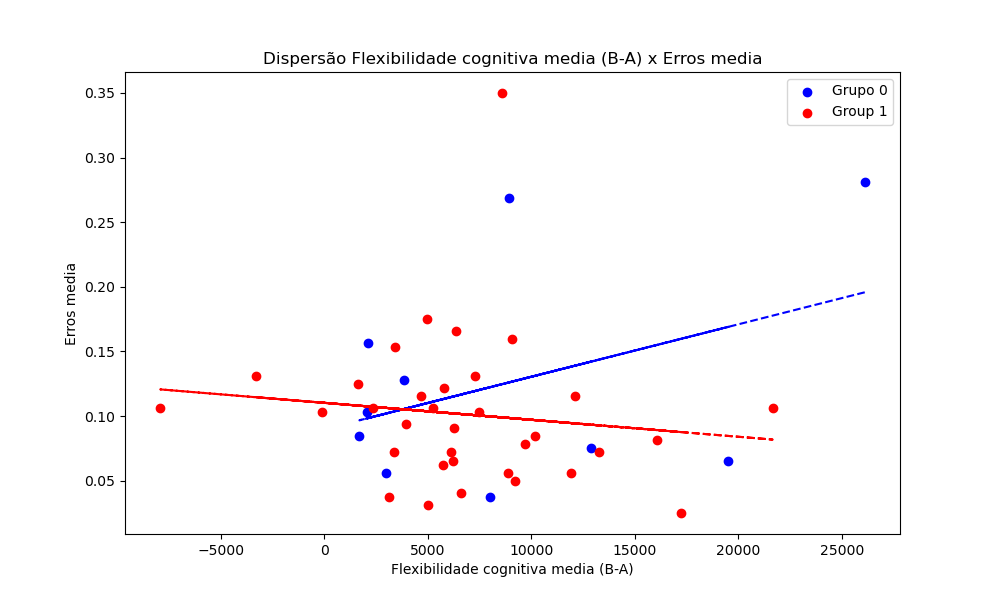 Dispersão Flexibilidade cognitiva media (B-A) x Erros media
Grupo 0
Group 1
0.35
0.30
0.25
0.20
0.15
0.10
0.05
Erros media
−5000
0
5000
10000
15000
20000
25000
Flexibilidade cognitiva media (B-A)